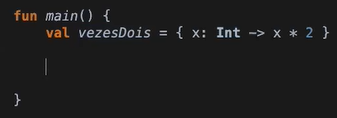 fun main() {
    val vezesDois = { x: Int -> x * 2 }
}